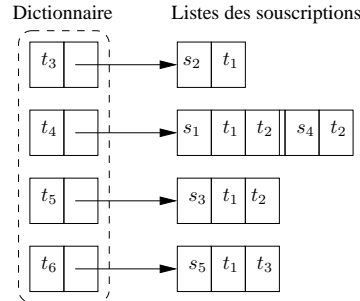 Dictionnaire Listes des souscriptions
t₃ s₂ t₁
t₄ s₁ t₁ t₂ s₄ t₂
t₅ s₃ t₁ t₂
t₆ s₅ t₁ t₃